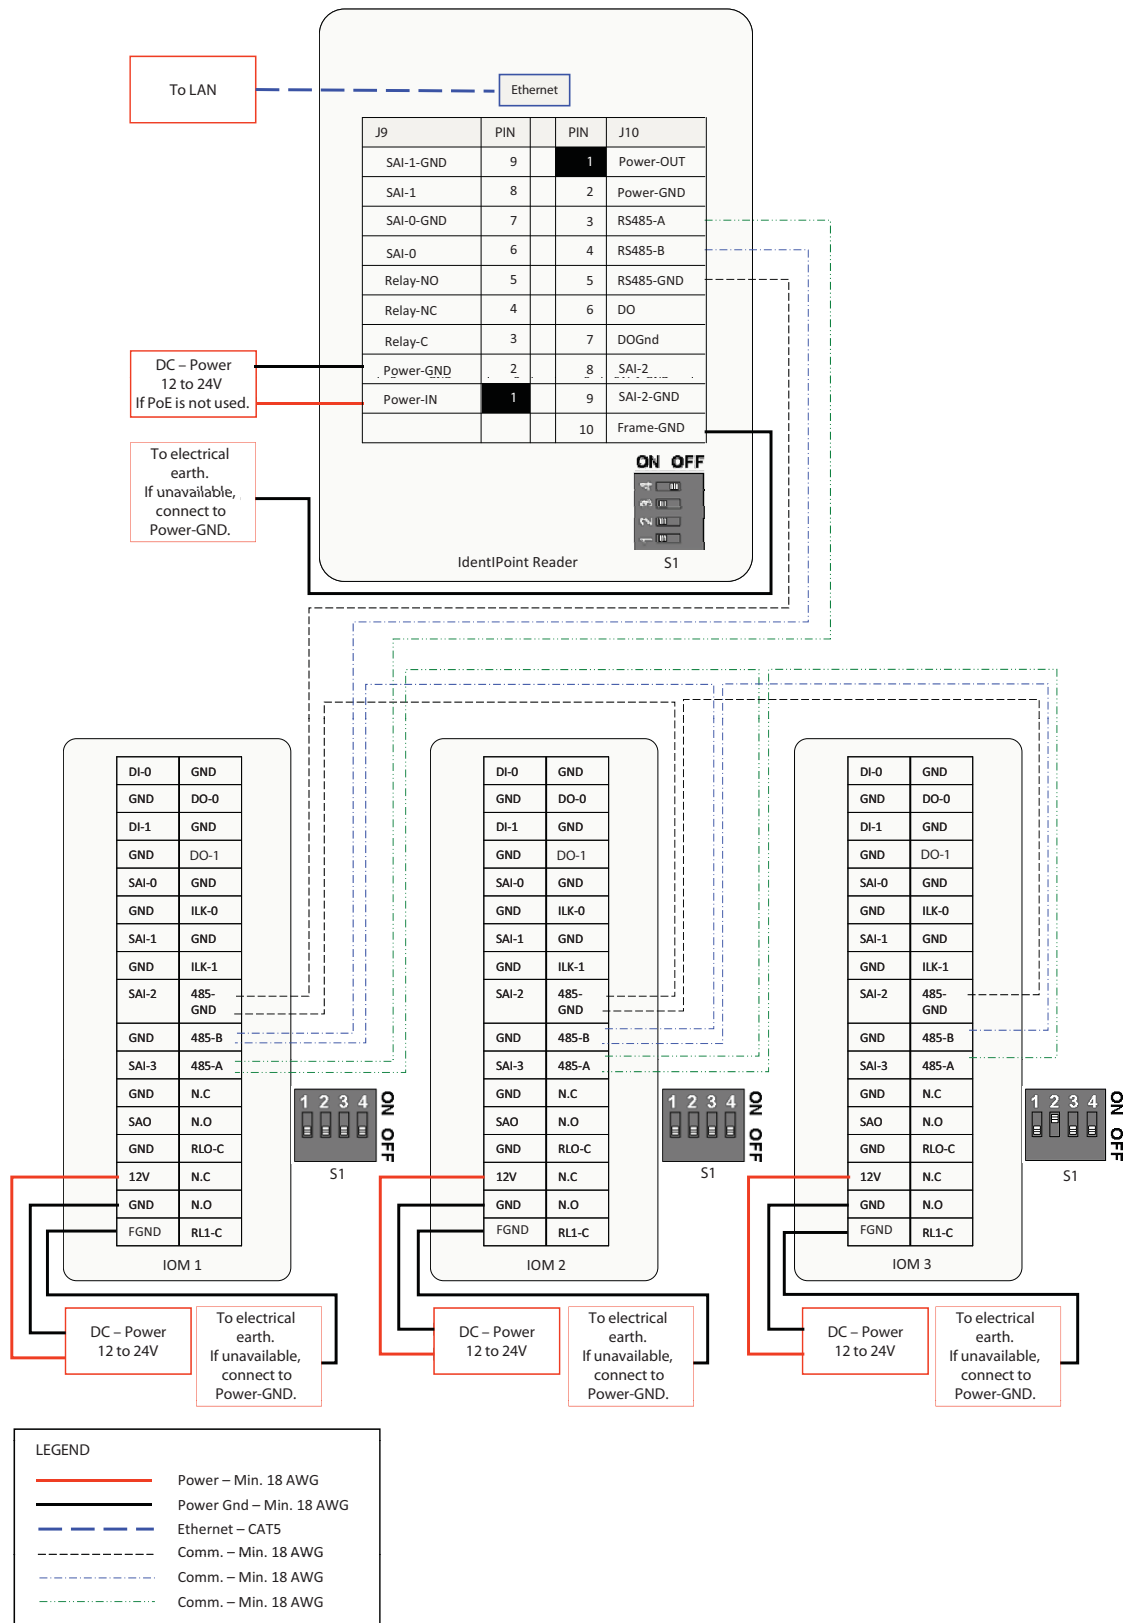 To LAN
Ethernet
J9 PIN PIN J10
SAI-1-GND 9 1 Power-OUT
SAI-1 8 2 Power-GND
SAI-0-GND 7 3 RS485-A
SAI-0 6 4 RS485-B
Relay-NO 5 5 RS485-GND
Relay-NC 4 6 DO
Relay-C 3 7 DOGnd
Power-GND 2 8 SAI-2
Power-IN 1 9 SAI-2-GND
10 Frame-GND
DC – Power
12 to 24V
If PoE is not used.
To electrical
earth.
If unavailable,
connect to
Power-GND.
ON OFF
4
3
2
1
S1
IdentIPoint Reader
DI-0 GND
GND DO-0
DI-1 GND
GND DO-1
SAI-0 GND
GND ILK-0
SAI-1 GND
GND ILK-1
SAI-2 485-
GND
GND 485-B
SAI-3 485-A
GND N.C
SAO N.O
GND RLO-C
12V N.C
GND N.O
FGND RL1-C
IOM 1
1 2 3 4
ON OFF
S1
DI-0 GND
GND DO-0
DI-1 GND
GND DO-1
SAI-0 GND
GND ILK-0
SAI-1 GND
GND ILK-1
SAI-2 485-
GND
GND 485-B
SAI-3 485-A
GND N.C
SAO N.O
GND RLO-C
12V N.C
GND N.O
FGND RL1-C
IOM 2
1 2 3 4
ON OFF
S1
DI-0 GND
GND DO-0
DI-1 GND
GND DO-1
SAI-0 GND
GND ILK-0
SAI-1 GND
GND ILK-1
SAI-2 485-
GND
GND 485-B
SAI-3 485-A
GND N.C
SAO N.O
GND RLO-C
12V N.C
GND N.O
FGND RL1-C
IOM 3
1 2 3 4
ON OFF
S1
DC – Power
12 to 24V
To electrical
earth.
If unavailable,
connect to
Power-GND.
DC – Power
12 to 24V
To electrical
earth.
If unavailable,
connect to
Power-GND.
DC – Power
12 to 24V
To electrical
earth.
If unavailable,
connect to
Power-GND.
LEGEND
Power – Min. 18 AWG
Power Gnd – Min. 18 AWG
Ethernet – CAT5
Comm. – Min. 18 AWG
Comm. – Min. 18 AWG
Comm. – Min. 18 AWG